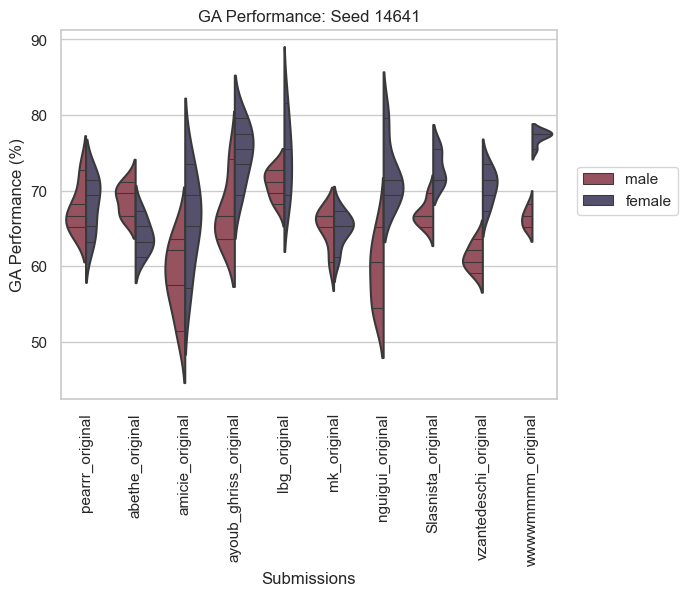 GA Performance: Seed 14641
GA Performance (%)
90
80
70
60
50
male
female
pearrr_original
abethe_original
amicie_original
ayoub_ghriss_original
lbg_original
mk_original
nguigui_original
Slasnista_original
vzantedeschi_original
wwwwmmmm_original
Submissions